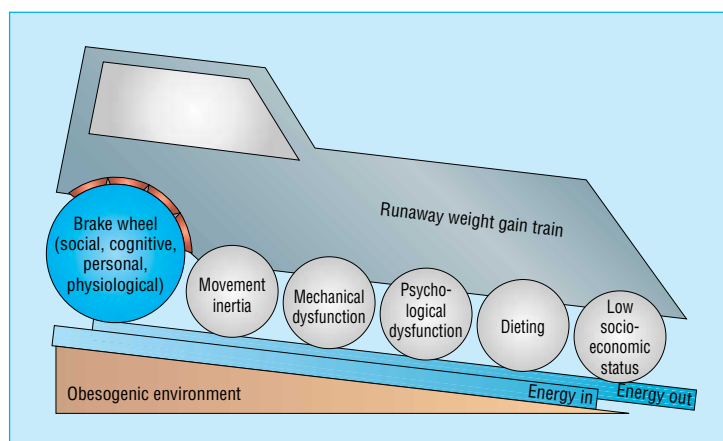 Runaway weight gain train
Brake wheel
(social, cognitive,
personal,
physiological)
Movement
inertia
Mechanical
dysfunction
Psycho-
logical
dysfunction
Dieting
Low
socio-
economic
status
Obesogenic environment
Energy in
Energy out